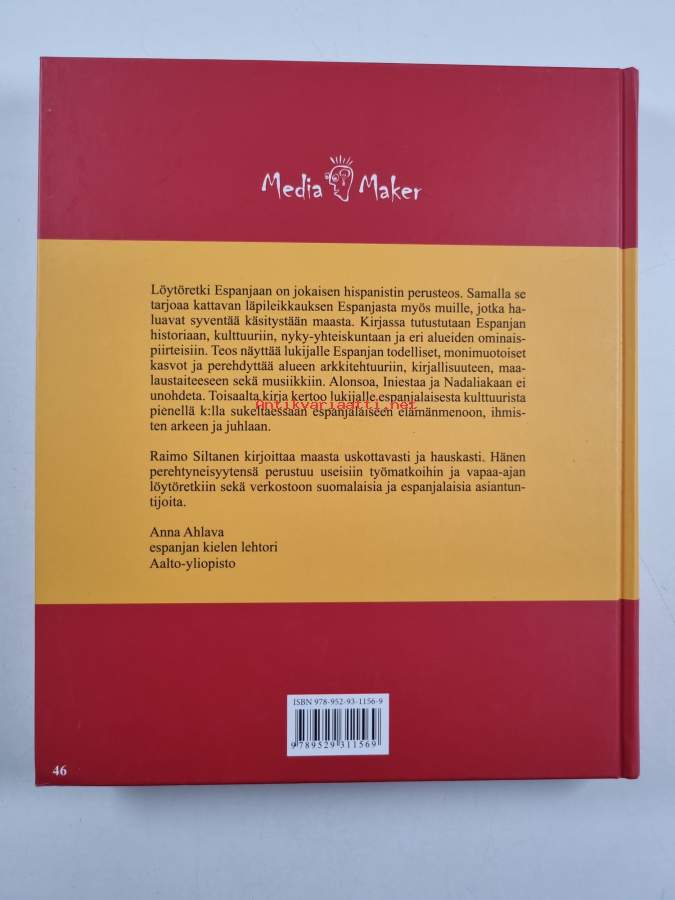 Media Maker
Löytöretki Espanjaan on jokaisen hispanistin perusteos. Samalla se
tarjoaa kattavan läpileikkauksen Espanjasta myös muille, jotka ha-
luavat syventää käsitystään maasta. Kirjassa tutustutaan Espanjan
historiaan, kulttuuriin, nyky-yhteiskuntaan ja eri alueiden ominais-
piirteisiin. Teos näyttää lukijalle Espanjan todelliset, monimuotoiset
kasvot ja perehdyttää alueen arkkitehtuuriin, kirjallisuuteen, maa-
laustaiteeseen sekä musiikkiin. Alonsoa, Iniestaa ja Nadaliakaan ei
unohdeta. Toisaalta kirja kertoo lukijalle espanjalaisesta kulttuurista
Antikvariaatti.net
pienellä k:lla sukeltaessaan espanjalaiseen elämänmenoon, ihmis-
ten arkeen ja juhlaan.
Raimo Siltanen kirjoittaa maasta uskottavasti ja hauskasti. Hänen
perehtyneisyytensä perustuu useisiin työmatkoihin ja vapaa-ajan
löytöretkiin sekä verkostoon suomalaisia ja espanjalaisia asiantun-
tijoita.
Anna Ahlava
espanjan kielen lehtori
Aalto-yliopisto
ISBN 978-952-93-1156-9
9 789529 311569
46